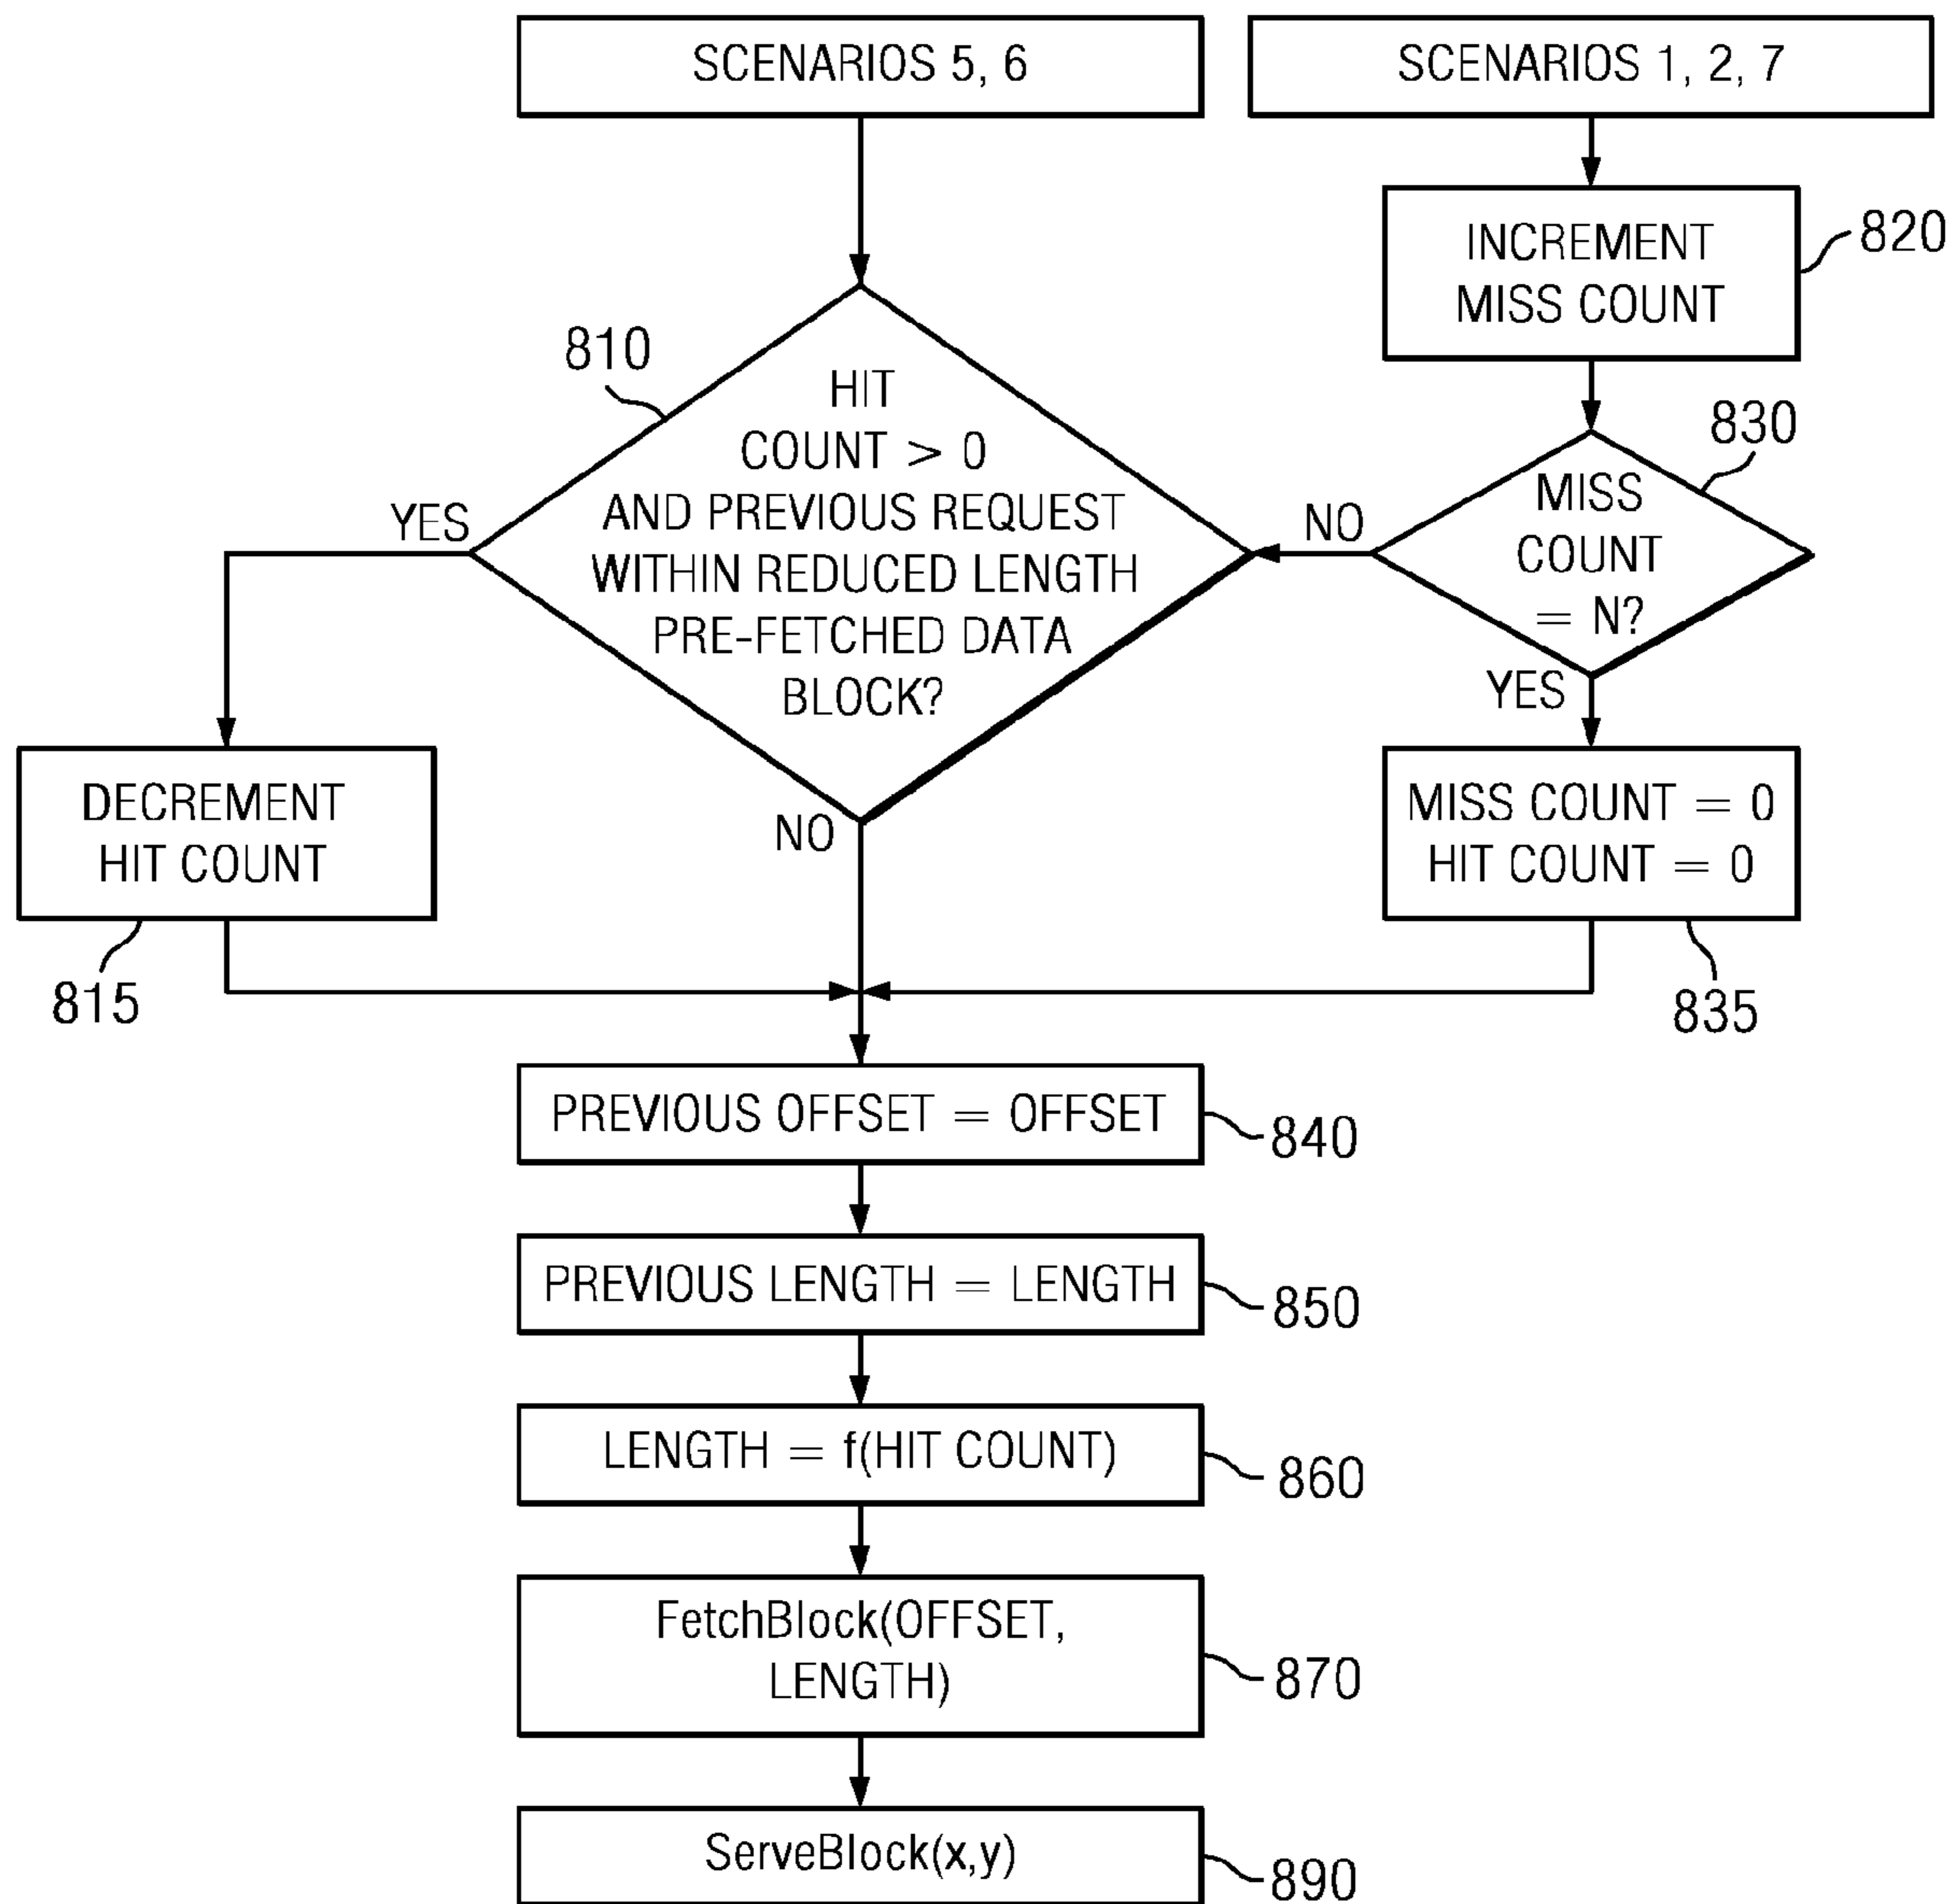 SCENARIOS 5, 6
SCENARIOS 1, 2, 7
INCREMENT
MISS COUNT
820
810
HIT
COUNT > 0
AND PREVIOUS REQUEST
WITHIN REDUCED LENGTH
PRE-FETCHED DATA
BLOCK?
830
MISS
COUNT
= N?
YES
NO
YES
NO
DECREMENT
HIT COUNT
815
MISS COUNT = 0
HIT COUNT = 0
835
PREVIOUS OFFSET = OFFSET
840
PREVIOUS LENGTH = LENGTH
850
LENGTH = f(HIT COUNT)
860
FetchBlock(OFFSET,
LENGTH)
870
ServeBlock(x,y)
890